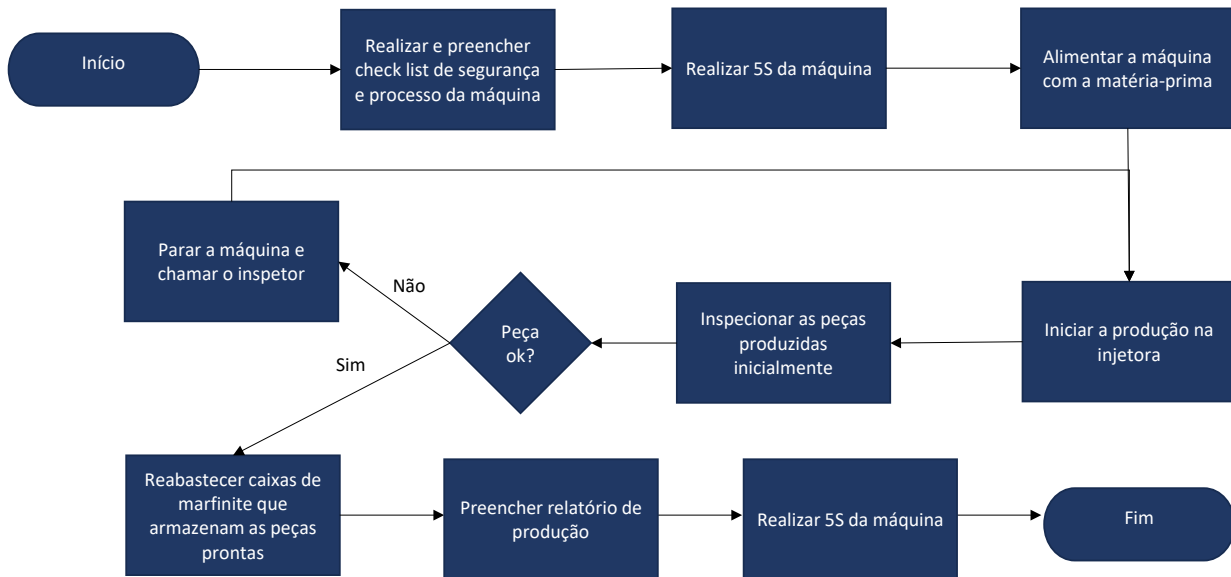 Início
Realizar e preencher
check list de segurança
e processo da máquina
Realizar 5S da máquina
Alimentar a máquina
com a matéria-prima
Parar a máquina e
chamar o inspetor
Não
Peça
ok?
Inspecionar as peças
produzidas
inicialmente
Iniciar a produção na
injetora
Sim
Reabastecer caixas de
marfinite que
armazenam as peças
prontas
Preencher relatório de
produção
Realizar 5S da máquina
Fim